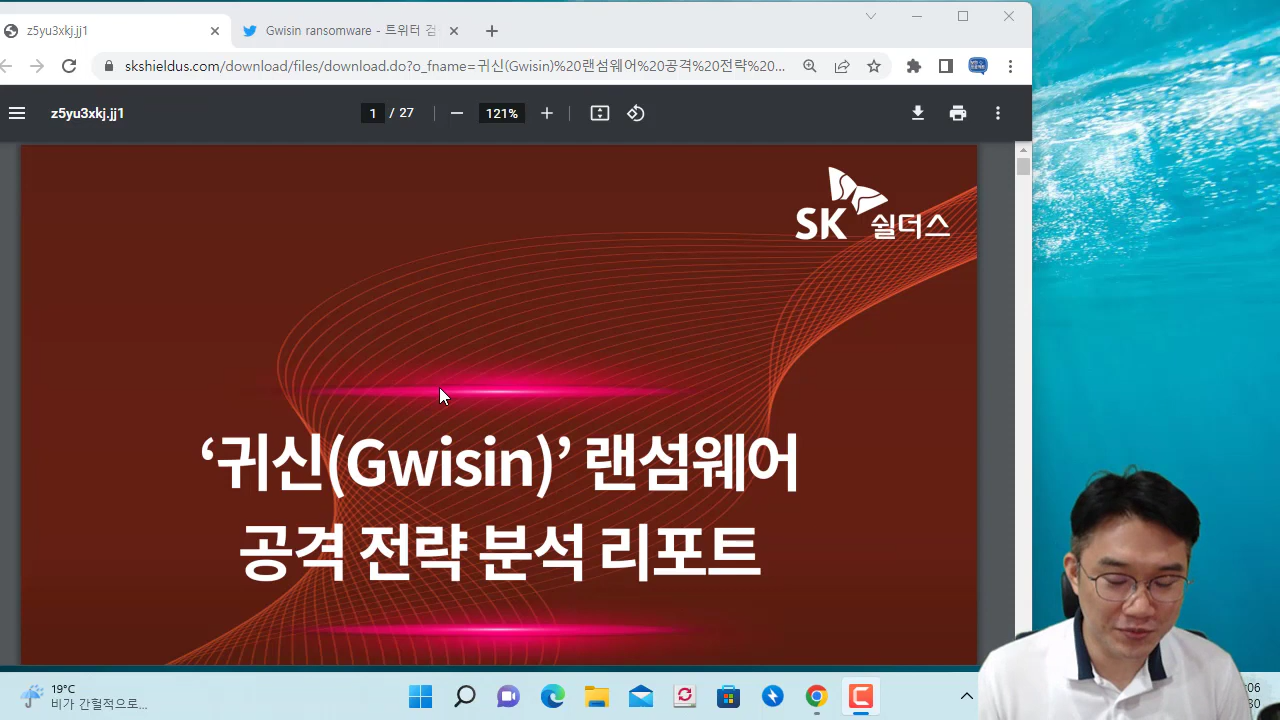 z5yu3xkj.jj1
Gwisin ransomware - 트위터 검
skshieldus.com/download/files/download.do?o_fname=귀신(Gwisin)%20랜섬웨어%20공격%20전략%20...
z5yu3xkj.jj1
1 / 27
121%
SK 쉴더스
‘귀신(Gwisin)’ 랜섬웨어
공격 전략 분석 리포트
19°C
비가 간헐적으로...
:06
30